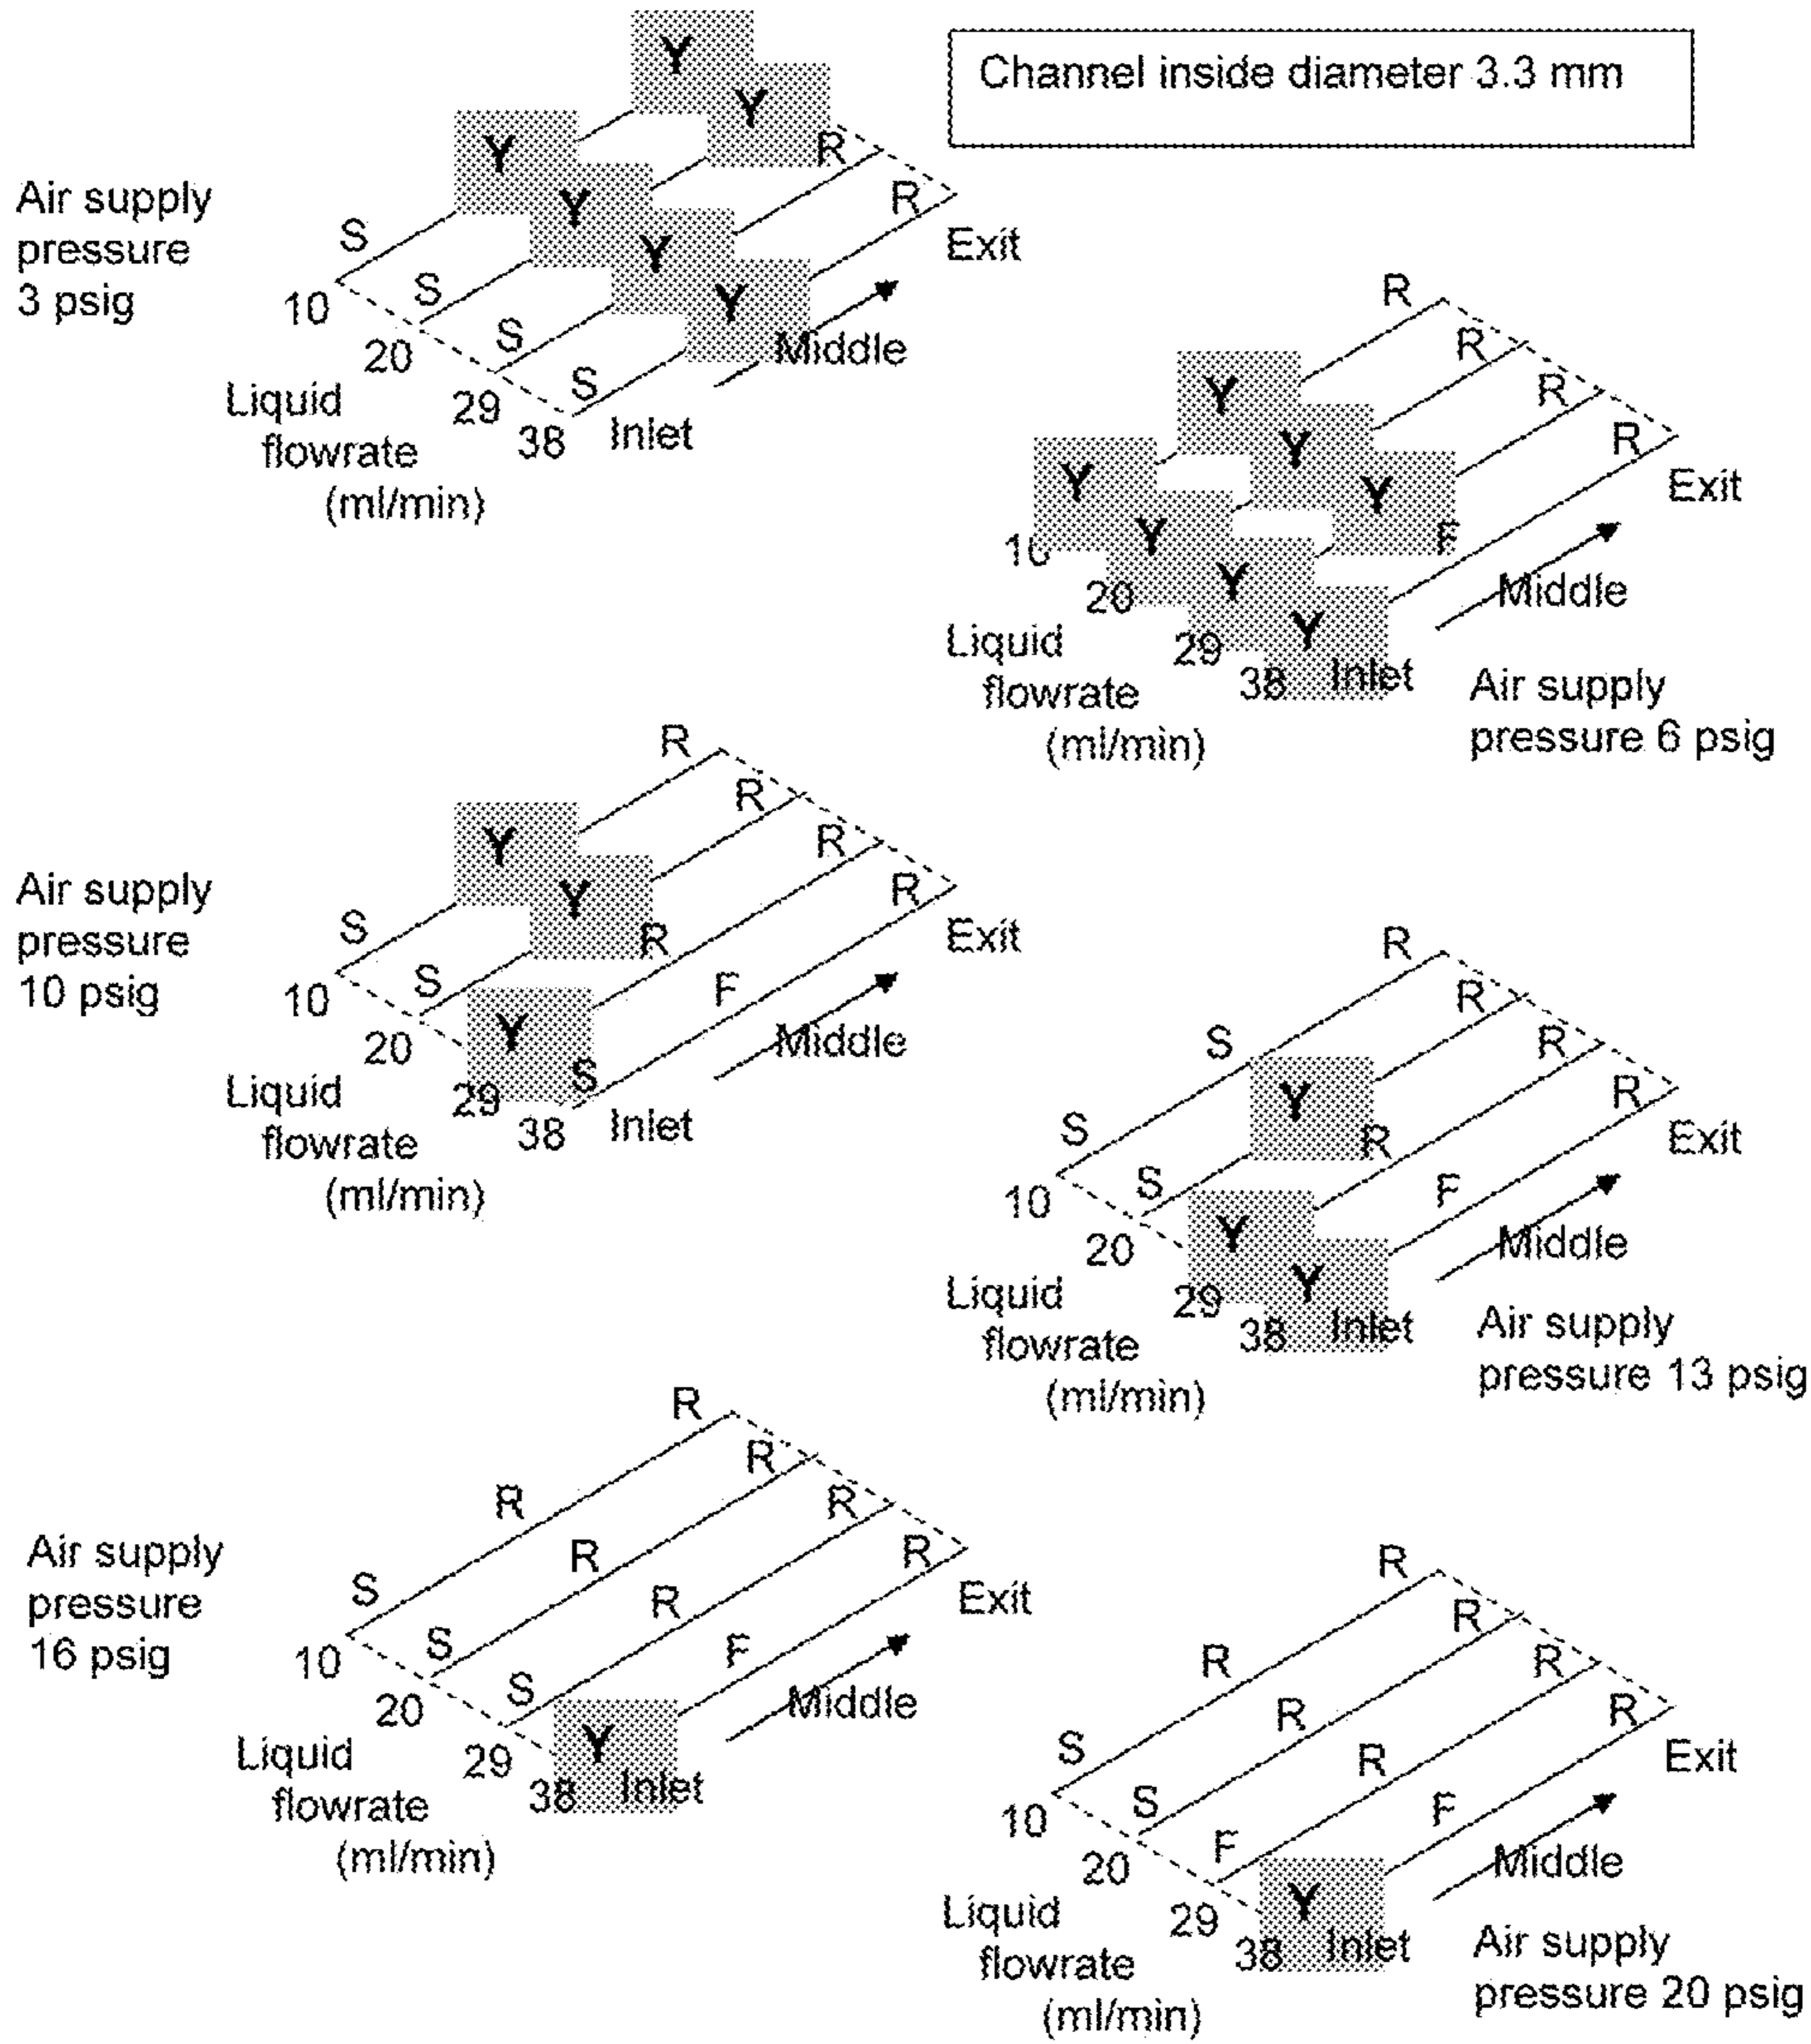 Channel inside diameter 3.3 mm
Y
Y
R
R
Y
Y
Y
Y
S
S
S
S
Air supply
pressure
3 psig
10
20
29
38
Liquid
flowrate
(ml/min)
Inlet
Middle
Exit
R
R
R
R
Y
Y
Y
F
Y
Y
Y
Y
10
20
29
38
Liquid
flowrate
(ml/min)
Inlet
Middle
Exit
Air supply
pressure 6 psig
R
R
R
R
Y
Y
R
F
S
S
Y
S
Air supply
pressure
10 psig
10
20
29
38
Liquid
flowrate
(ml/min)
Inlet
Middle
Exit
R
R
R
R
S
Y
R
F
S
S
Y
Y
10
20
29
38
Liquid
flowrate
(ml/min)
Inlet
Middle
Exit
Air supply
pressure 13 psig
R
R
R
R
R
R
R
F
S
S
S
Y
Air supply
pressure
16 psig
10
20
29
38
Liquid
flowrate
(ml/min)
Inlet
Middle
Exit
R
R
R
R
R
R
R
F
S
S
F
Y
10
20
29
38
Liquid
flowrate
(ml/min)
Inlet
Middle
Exit
Air supply
pressure 20 psig